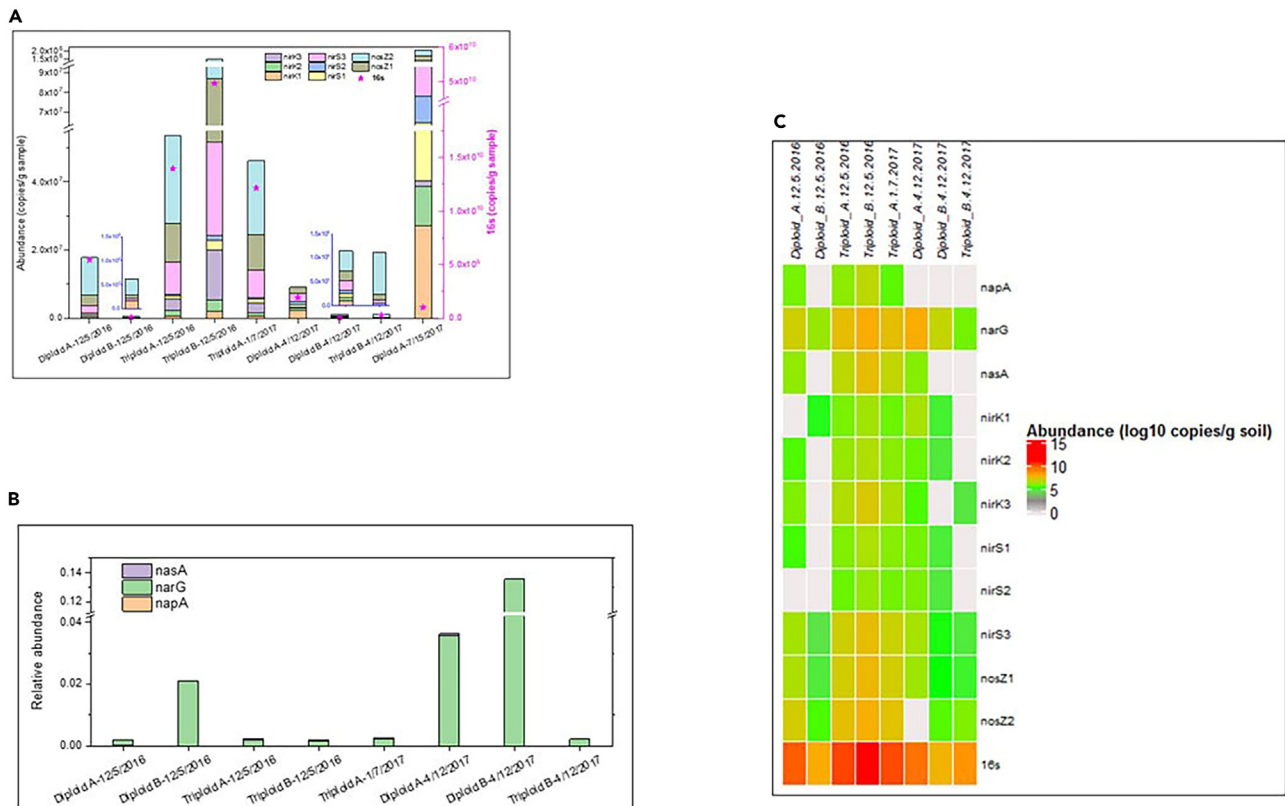 A
2.0x10⁸
1.5x10⁸
9x10⁷
8x10⁷
7x10⁷
4.0x10⁷
2.0x10⁷
0.0
Abundance (copies/g sample)
nirK3 nirS3 nosZ2
nirK2 nirS2 nosZ1
nirK1 nirS1 16s
6x10¹⁰
5x10¹⁰
1.5x10¹⁰
1.0x10¹⁰
5.0x10⁹
0.0
16s (copies/g sample)
Diploid A-12/5/2016
Diploid B-12/5/2016
Triploid A-12/5/2016
Triploid B-12/5/2016
Triploid A-1/7/2017
Diploid A-4/12/2017
Diploid B-4/12/2017
Triploid B-4/12/2017
Diploid A-7/15/2017
B
0.14
0.12
0.04
0.02
0.00
Relative abundance
nasA
narG
napA
Diploid A-12/5/2016
Diploid B-12/5/2016
Triploid A-12/5/2016
Triploid B-12/5/2016
Triploid A-1/7/2017
Diploid A-4/12/2017
Diploid B-4/12/2017
Triploid B-4/12/2017
C
Diploid_A.12.5.2016
Diploid_B.12.5.2016
Triploid_A.12.5.2016
Triploid_B.12.5.2016
Triploid_A.1.7.2017
Diploid_A.4.12.2017
Diploid_B.4.12.2017
Triploid_B.4.12.2017
napA
narG
nasA
nirK1
nirK2
nirK3
nirS1
nirS2
nirS3
nosZ1
nosZ2
16s
Abundance (log10 copies/g soil)
15
10
5
0